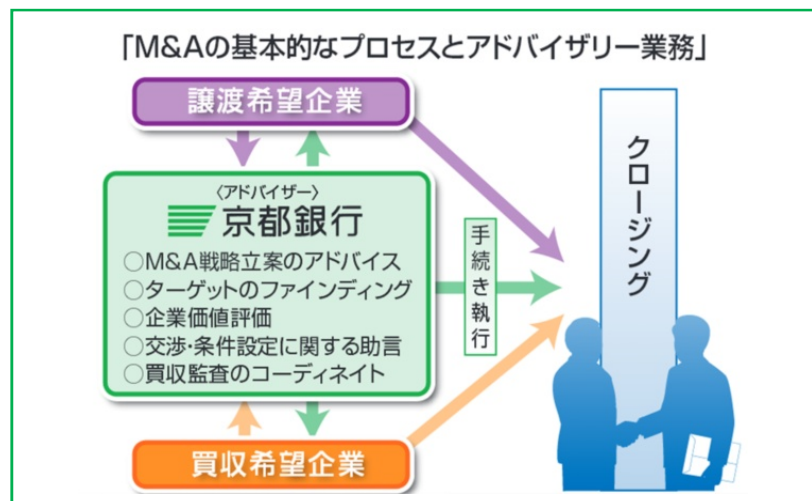 「M&Aの基本的なプロセスとアドバイザリー業務」
譲渡希望企業
〈アドバイザー〉
京都銀行
○M&A戦略立案のアドバイス
○ターゲットのファインディング
○企業価値評価
○交渉・条件設定に関する助言
○買収監査のコーディネイト
手続き執行
クロージング
買収希望企業